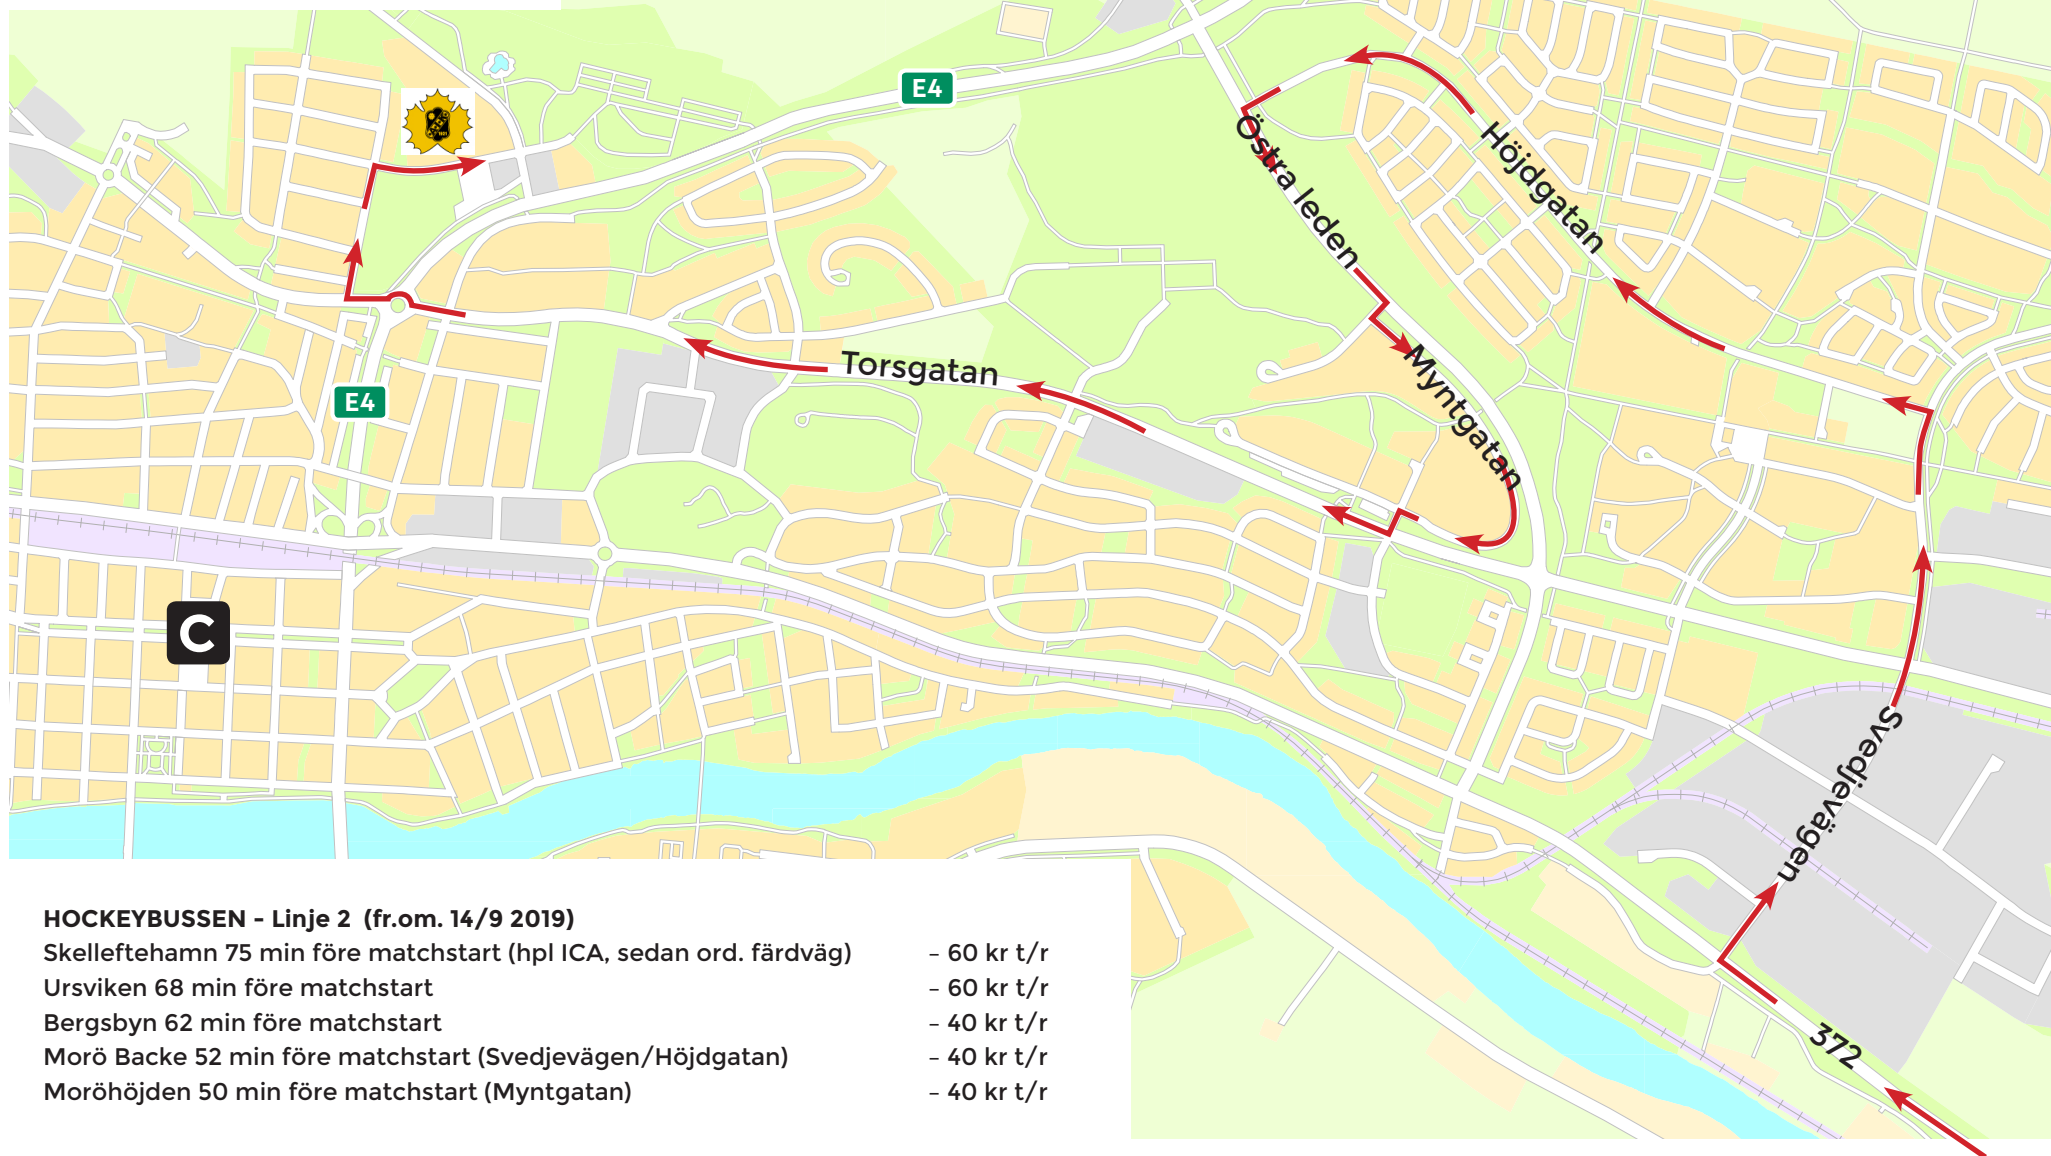 E4
Östra leden
Höjdgatan
Torsgatan
Myntgatan
E4
C
Svedjevägen
372
HOCKEYBUSSEN - Linje 2 (fr.om. 14/9 2019)
Skelleftehamn 75 min före matchstart (hpl ICA, sedan ord. färdväg) – 60 kr t/r
Ursviken 68 min före matchstart – 60 kr t/r
Bergsbyn 62 min före matchstart – 40 kr t/r
Morö Backe 52 min före matchstart (Svedjevägen/Höjdgatan) – 40 kr t/r
Moröhöjden 50 min före matchstart (Myntgatan) – 40 kr t/r